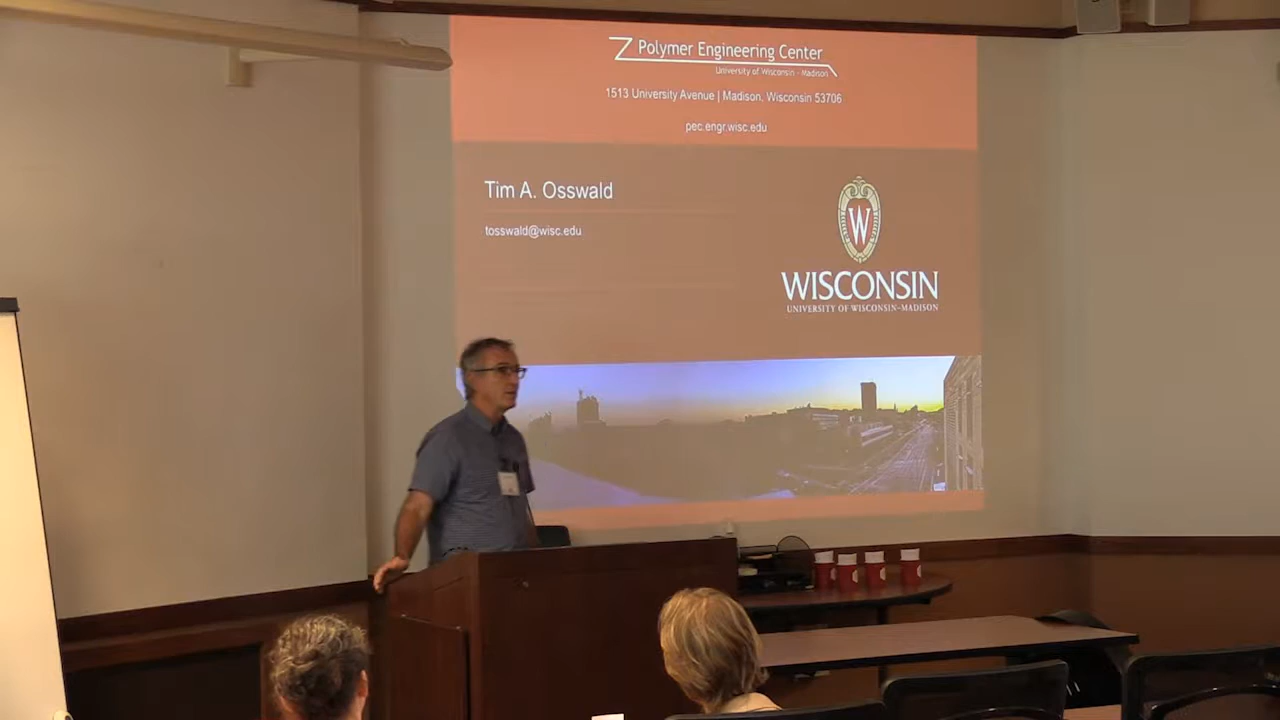 Polymer Engineering Center
University of Wisconsin - Madison
1513 University Avenue | Madison, Wisconsin 53706
pec.engr.wisc.edu
Tim A. Osswald
tosswald@wisc.edu
W
WISCONSIN
UNIVERSITY OF WISCONSIN–MADISON